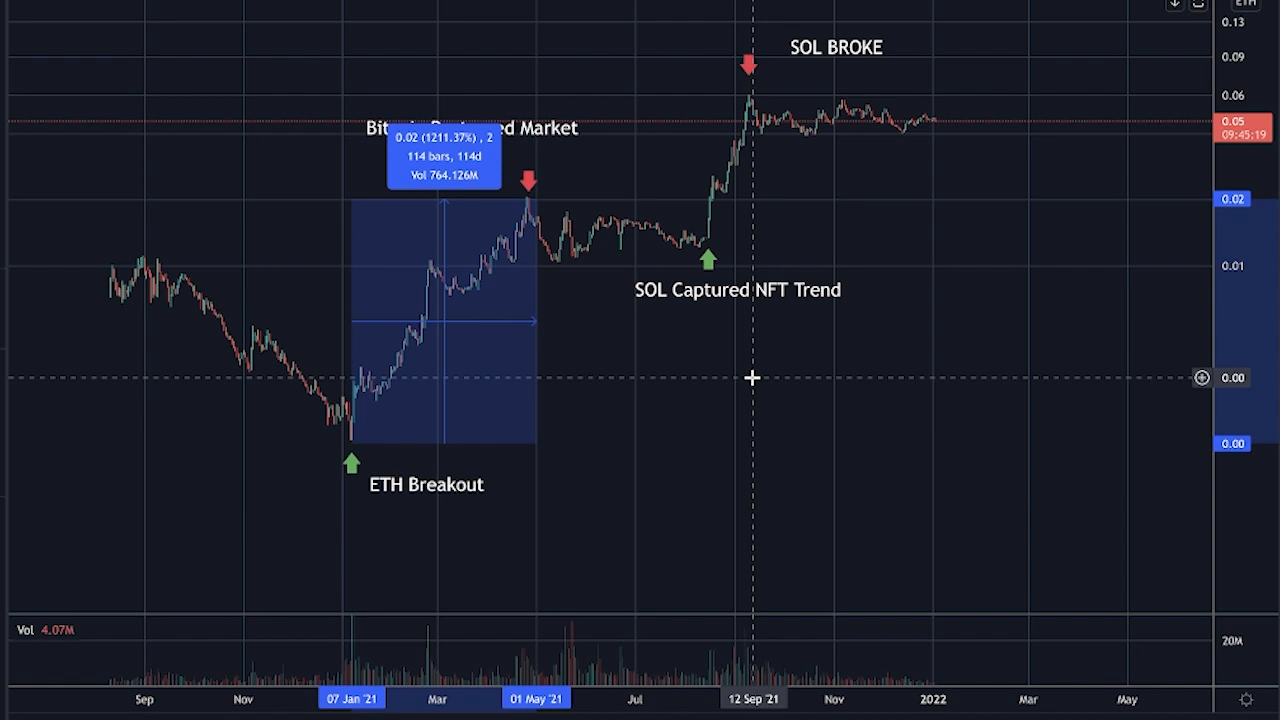 ETH
0.13
SOL BROKE
0.09
0.06
ed Market
0.02 (1211.37%) , 2
114 bars, 114d
Vol 764.126M
0.05
09:45:19
0.02
0.01
SOL Captured NFT Trend
0.00
0.00
ETH Breakout
Vol 4.07M
20M
Sep
Nov
07 Jan '21
Mar
01 May '21
Jul
12 Sep '21
Nov
2022
Mar
May